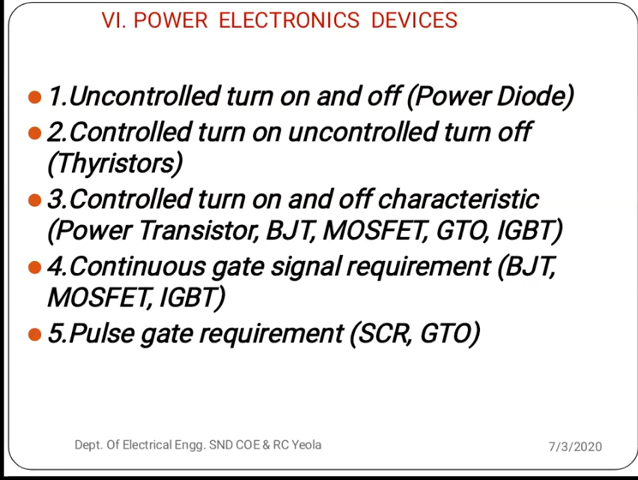 VI. POWER ELECTRONICS DEVICES
1.Uncontrolled turn on and off (Power Diode)
2.Controlled turn on uncontrolled turn off
(Thyristors)
3.Controlled turn on and off characteristic
(Power Transistor, BJT, MOSFET, GTO, IGBT)
4.Continuous gate signal requirement (BJT,
MOSFET, IGBT)
5.Pulse gate requirement (SCR, GTO)
Dept. Of Electrical Engg. SND COE & RC Yeola
7/3/2020